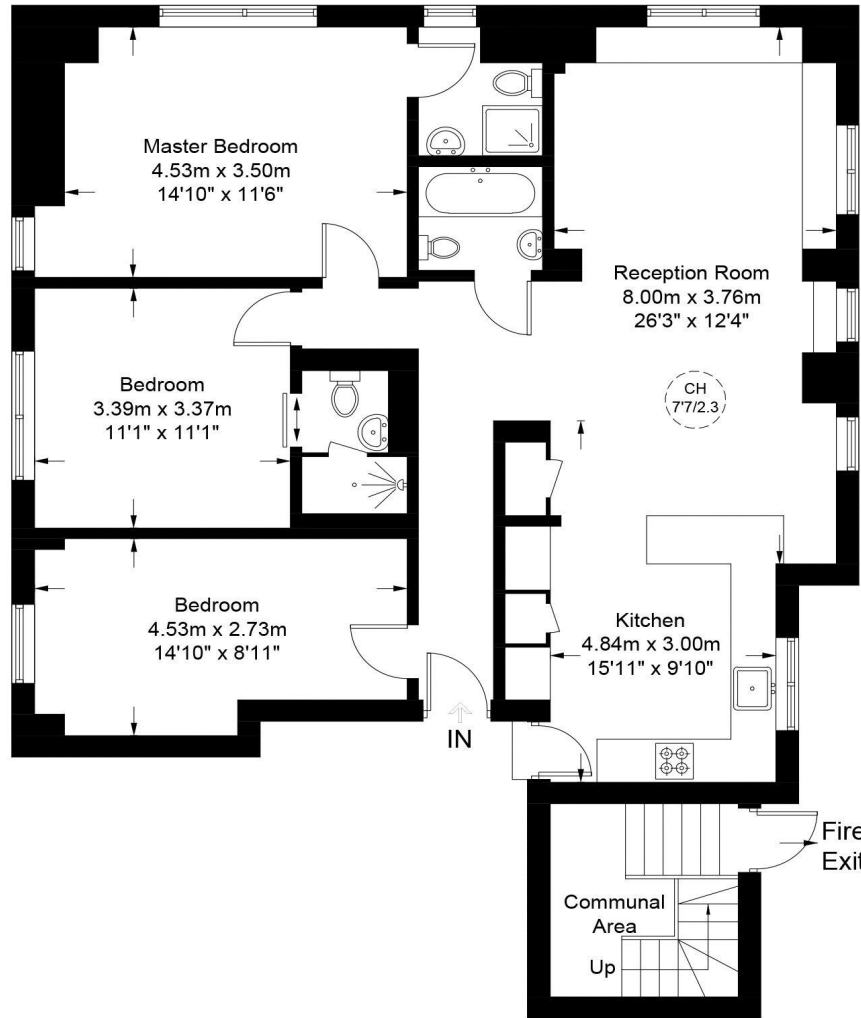 Master Bedroom
4.53m x 3.50m
14'10" x 11'6"
Reception Room
8.00m x 3.76m
26'3" x 12'4"
CH
7'7/2.3
Bedroom
3.39m x 3.37m
11'1" x 11'1"
Bedroom
4.53m x 2.73m
14'10" x 8'11"
Kitchen
4.84m x 3.00m
15'11" x 9'10"
IN
Fire
Exit
Communal
Area
Up